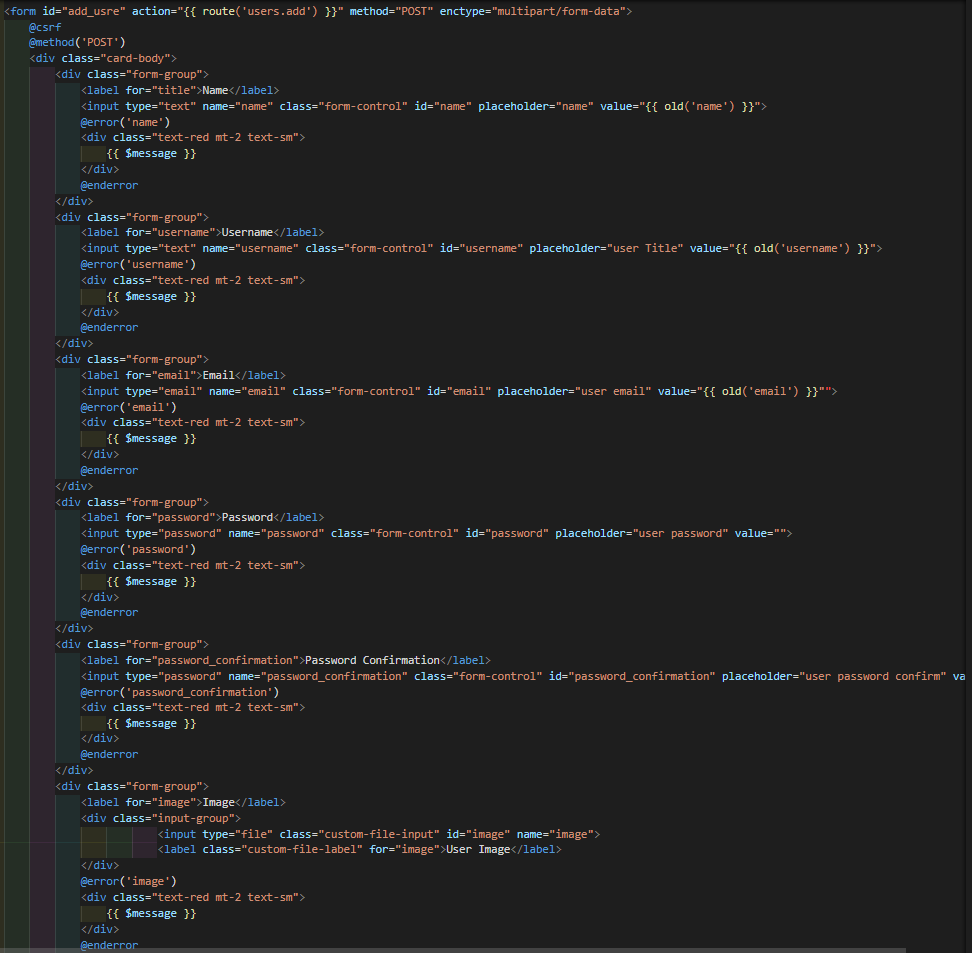 <form id="add_usre" action="{{ route('users.add') }}" method="POST" enctype="multipart/form-data">
@csrf
@method('POST')
<div class="card-body">
<div class="form-group">
<label for="title">Name</label>
<input type="text" name="name" class="form-control" id="name" placeholder="name" value="{{ old('name') }}">
@error('name')
<div class="text-red mt-2 text-sm">
{{ $message }}
</div>
@enderror
</div>
<div class="form-group">
<label for="username">Username</label>
<input type="text" name="username" class="form-control" id="username" placeholder="user Title" value="{{ old('username') }}">
@error('username')
<div class="text-red mt-2 text-sm">
{{ $message }}
</div>
@enderror
</div>
<div class="form-group">
<label for="email">Email</label>
<input type="email" name="email" class="form-control" id="email" placeholder="user email" value="{{ old('email') }}"">
@error('email')
<div class="text-red mt-2 text-sm">
{{ $message }}
</div>
@enderror
</div>
<div class="form-group">
<label for="password">Password</label>
<input type="password" name="password" class="form-control" id="password" placeholder="user password" value="">
@error('password')
<div class="text-red mt-2 text-sm">
{{ $message }}
</div>
@enderror
</div>
<div class="form-group">
<label for="password_confirmation">Password Confirmation</label>
<input type="password" name="password_confirmation" class="form-control" id="password_confirmation" placeholder="user password confirm" va
@error('password_confirmation')
<div class="text-red mt-2 text-sm">
{{ $message }}
</div>
@enderror
</div>
<div class="form-group">
<label for="image">Image</label>
<div class="input-group">
<input type="file" class="custom-file-input" id="image" name="image">
<label class="custom-file-label" for="image">User Image</label>
</div>
@error('image')
<div class="text-red mt-2 text-sm">
{{ $message }}
</div>
@enderror